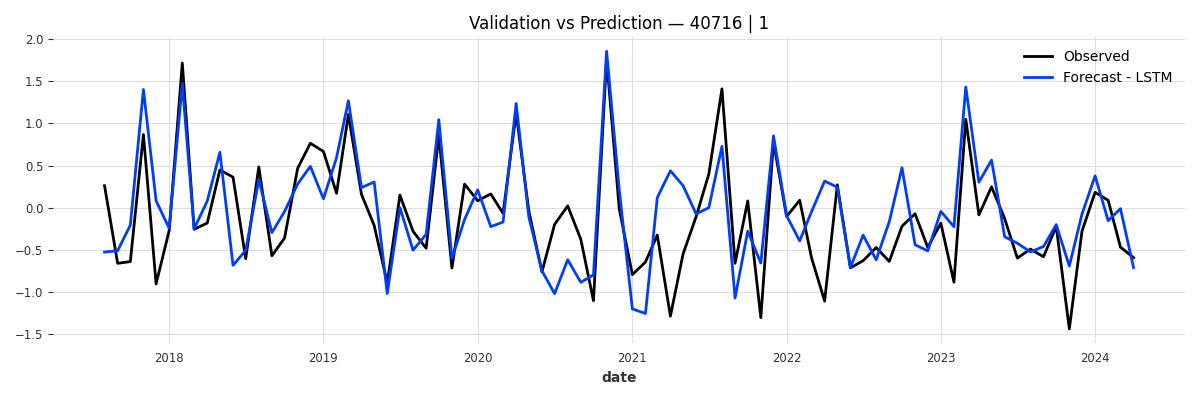 Validation vs Prediction — 40716 | 1
2.0
1.5
1.0
0.5
0.0
−0.5
−1.0
−1.5
Observed
Forecast - LSTM
2018 2019 2020 2021 2022 2023 2024
date